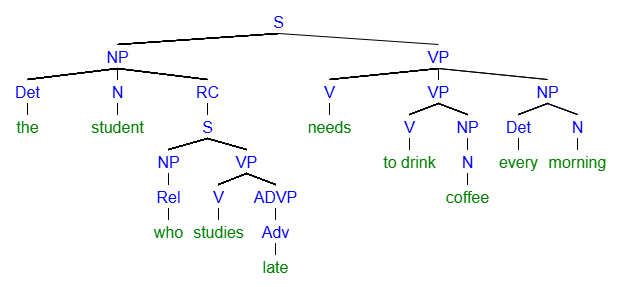 S
NP VP
Det N RC V VP NP
the student S needs V NP Det N
NP VP to drink N every morning
Rel V ADVP coffee
who studies Adv
late